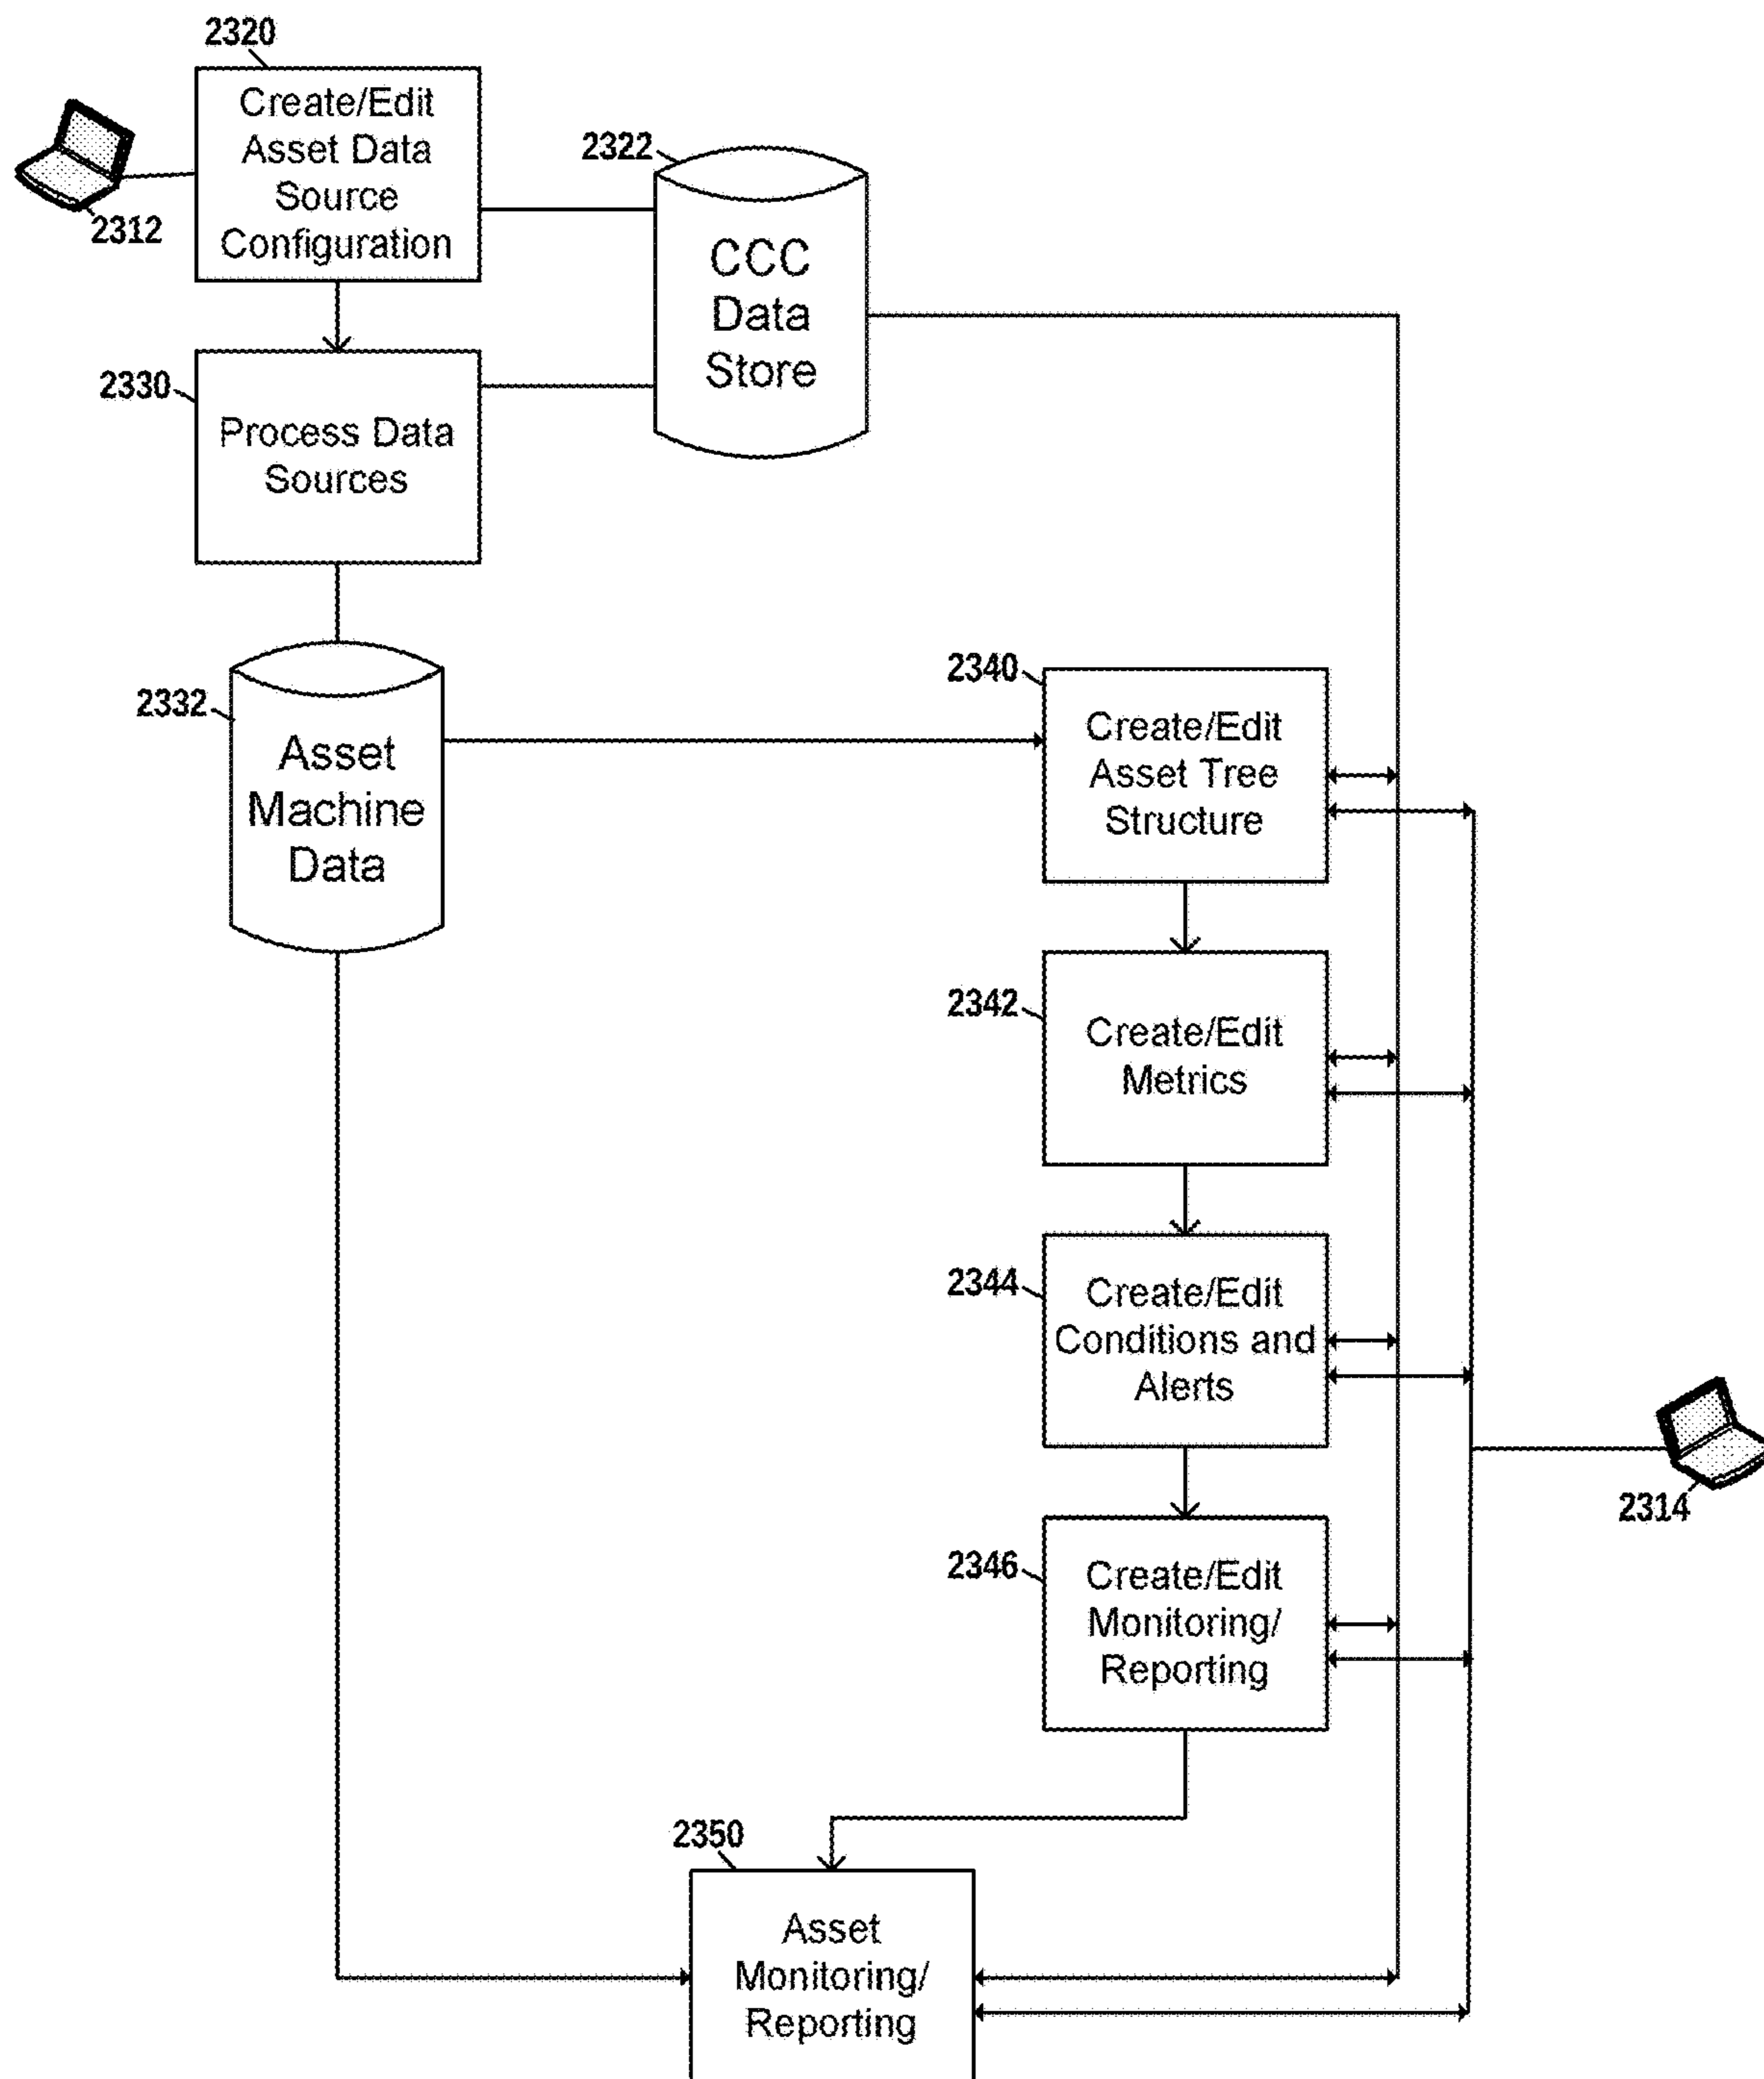 2320
Create/Edit
Asset Data
Source
Configuration
2312
2322
CCC
Data
Store
2330
Process Data
Sources
2332
Asset
Machine
Data
2340
Create/Edit
Asset Tree
Structure
2342
Create/Edit
Metrics
2344
Create/Edit
Conditions and
Alerts
2314
2346
Create/Edit
Monitoring/
Reporting
2350
Asset
Monitoring/
Reporting